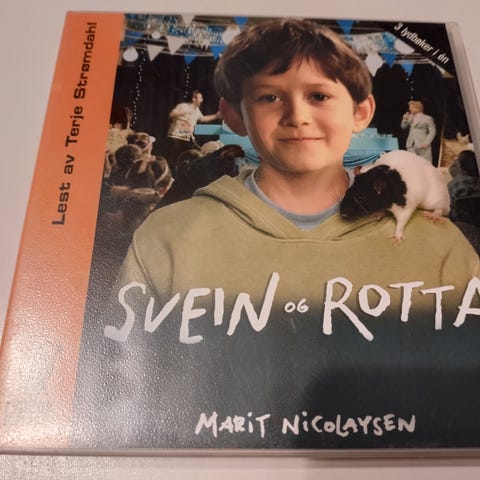 3 lydbøker i én
Lest av Terje Strømdahl
SVEIN OG ROTTA
MARIT NICOLAYSEN